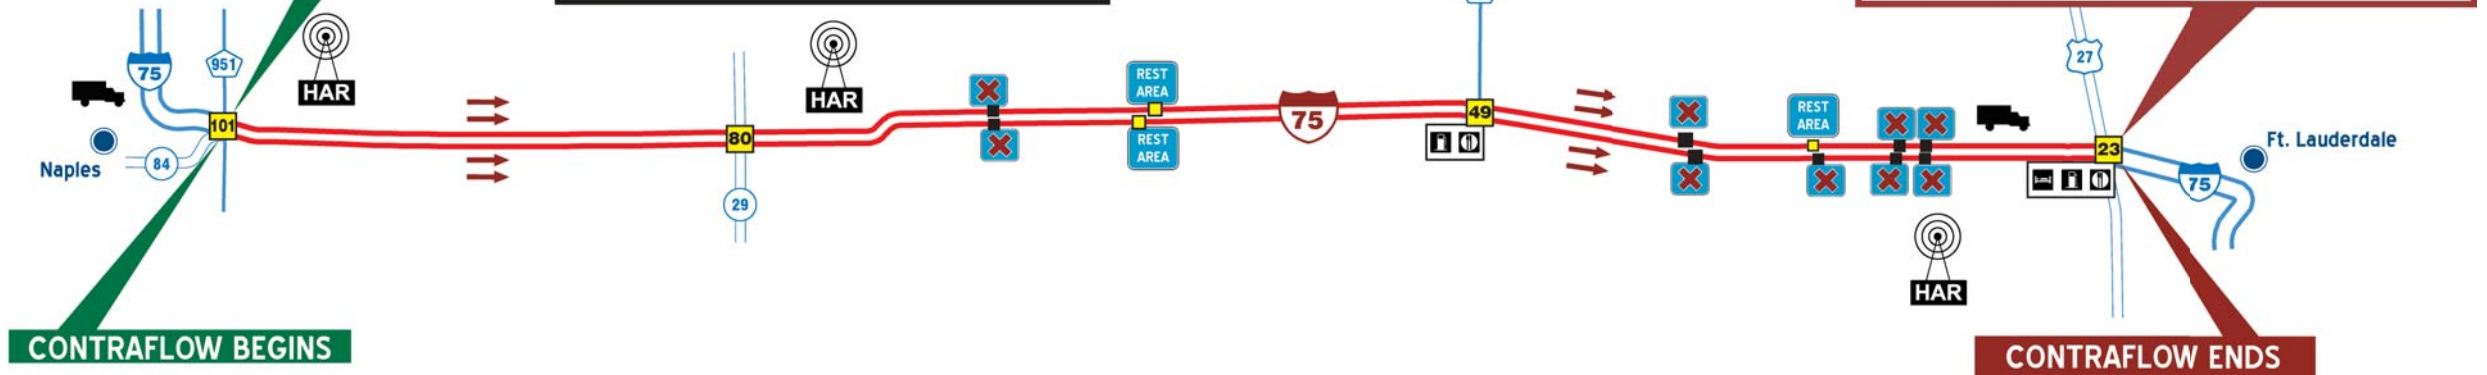 75
951
HAR
101
Naples
84
CONTRAFLOW BEGINS
80
29
HAR
REST
AREA
REST
AREA
75
49
REST
AREA
HAR
27
23
75
Ft. Lauderdale
CONTRAFLOW ENDS